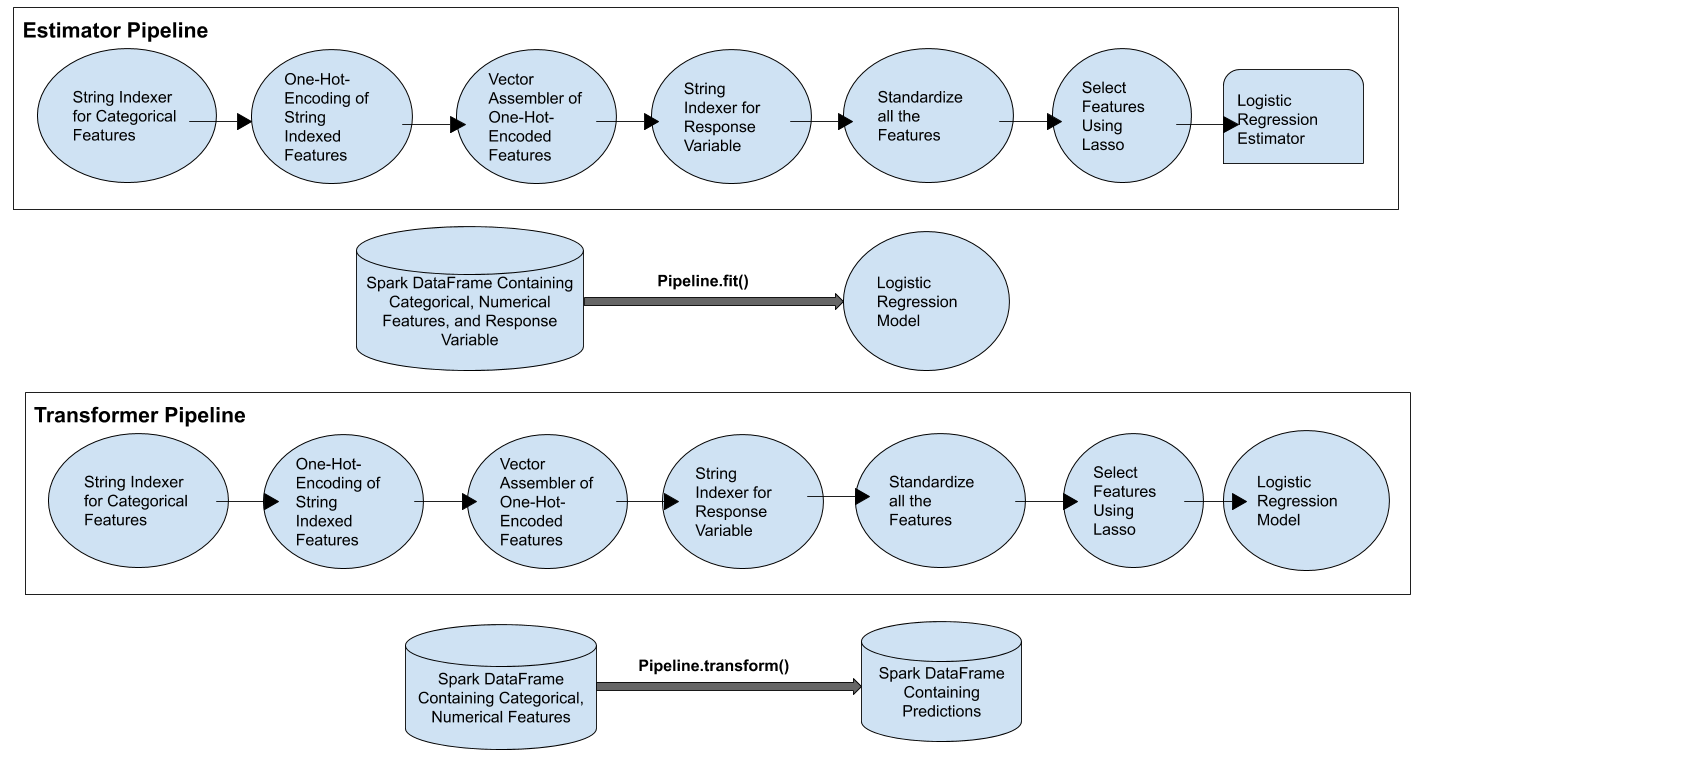 Estimator Pipeline
String Indexer
for Categorical
Features
One-Hot-
Encoding of
String
Indexed
Features
Vector
Assembler of
One-Hot-
Encoded
Features
String
Indexer for
Response
Variable
Standardize
all the
Features
Select
Features
Using
Lasso
Logistic
Regression
Estimator
Spark DataFrame Containing
Categorical, Numerical
Features, and Response
Variable
Pipeline.fit()
Logistic
Regression
Model
Transformer Pipeline
String Indexer
for Categorical
Features
One-Hot-
Encoding of
String
Indexed
Features
Vector
Assembler of
One-Hot-
Encoded
Features
String
Indexer for
Response
Variable
Standardize
all the
Features
Select
Features
Using
Lasso
Logistic
Regression
Model
Spark DataFrame
Containing Categorical,
Numerical Features
Pipeline.transform()
Spark DataFrame
Containing
Predictions